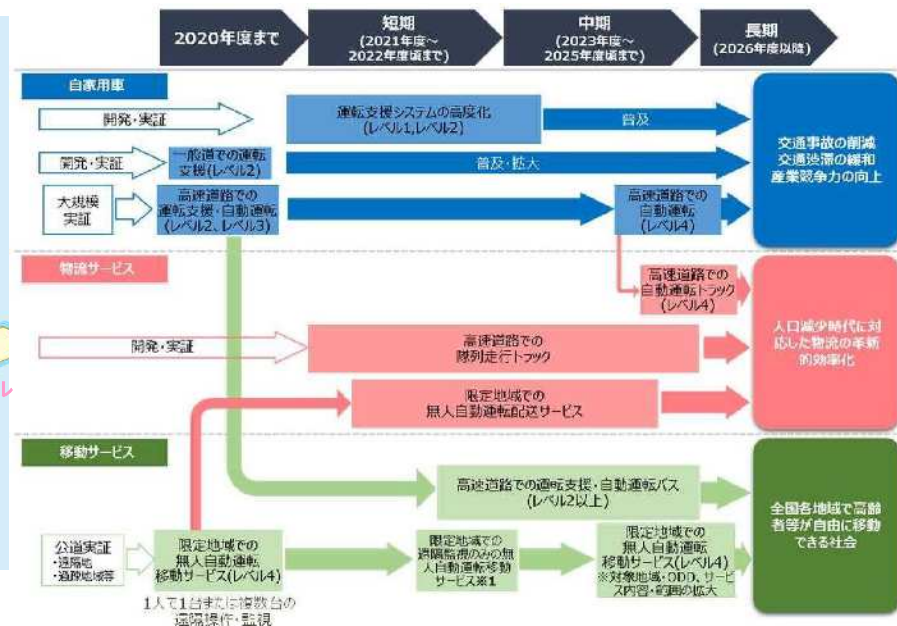 2020年度まで
短期
(2021年度～
2022年度頃まで)
中期
(2023年度～
2025年度頃まで)
長期
(2026年度以降)
自家用車
開発・実証
運転支援システムの高度化
(レベル1,レベル2)
普及
開発・実証
一般道での運転
支援(レベル2)
普及・拡大
大規模
実証
高速道路での
運転支援・自動運転
(レベル2、レベル3)
高速道路での
自動運転
(レベル4)
交通事故の削減
交通渋滞の緩和
産業競争力の向上
物流サービス
高速道路での
自動運転トラック
(レベル4)
開発・実証
高速道路での
隊列走行トラック
限定地域での
無人自動運転配送サービス
人口減少時代に対
応した物流の革新
的効率化
移動サービス
高速道路での運転支援・自動運転バス
(レベル2以上)
公道実証
・遠隔地
・過疎地域等
限定地域での
無人自動運転
移動サービス(レベル4)
1人で1台または複数台の
遠隔操作・監視
限定地域での
遠隔監視のみの無
人自動運転移動
サービス※1
限定地域での
無人自動運転
移動サービス(レベル4)
※対象地域・ODD、サービ
ス内容・範囲の拡大
全国各地域で高齢
者等が自由に移動
できる社会
レ